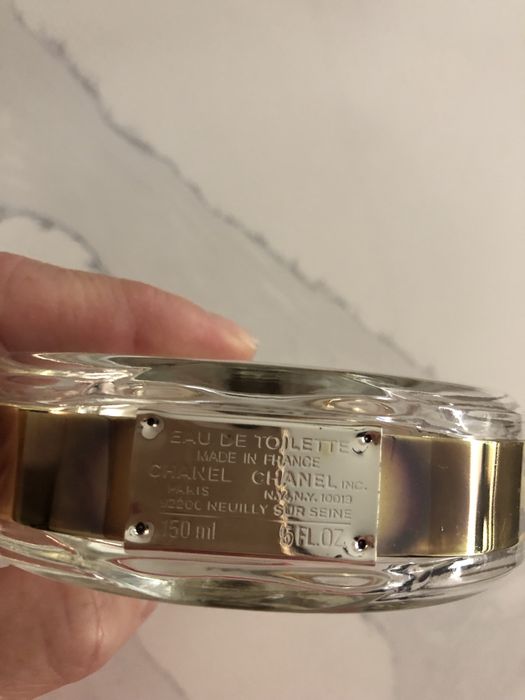 EAU DE TOILETTE
MADE IN FRANCE
CHANEL CHANEL INC.
PARIS N.Y. N.Y. 10019
92200 NEUILLY SUR SEINE
150 ml 5 FL.OZ.